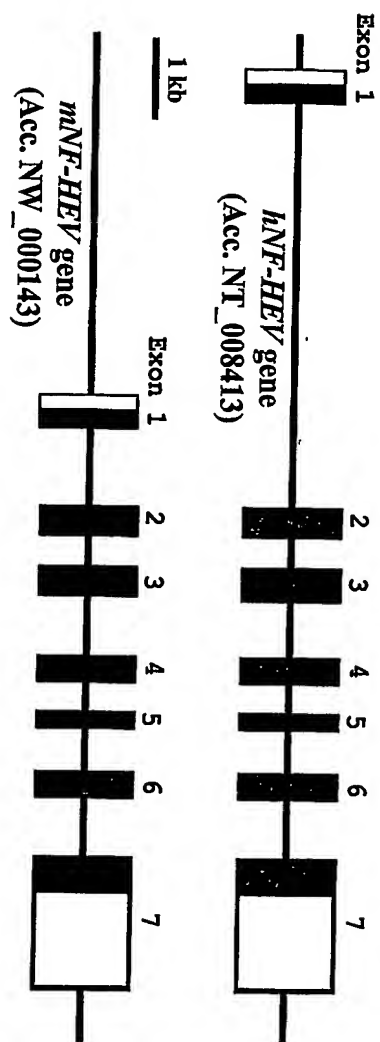 Exon 1
2
3
4
5
6
7
hNF-HEV gene
(Acc. NT_008413)
Exon 1
2
3
4
5
6
7
1 kb
mNF-HEV gene
(Acc. NW_000143)